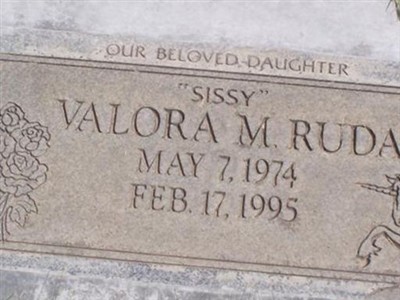 OUR BELOVED DAUGHTER
"SISSY"
VALORA M. RUDA
MAY 7, 1974
FEB. 17, 1995